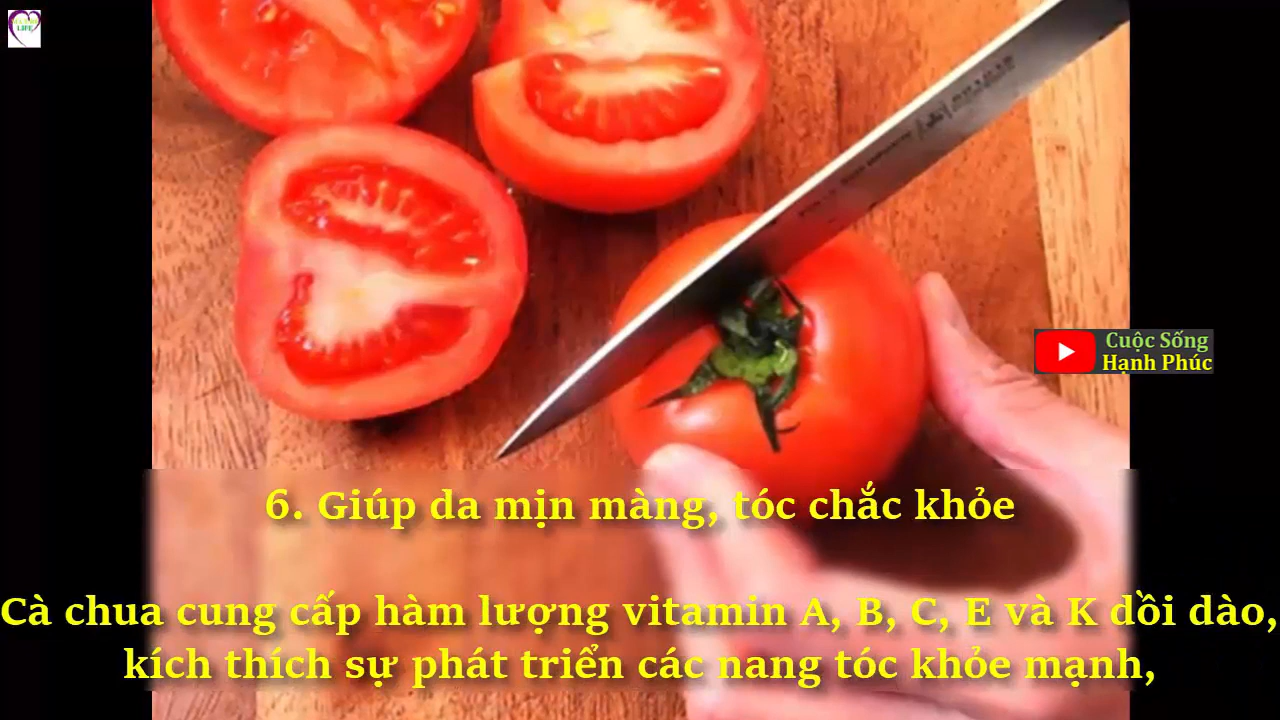 LIFE
Cuộc Sống
Hạnh Phúc
6. Giúp da mịn màng, tóc chắc khỏe
Cà chua cung cấp hàm lượng vitamin A, B, C, E và K dồi dào,
kích thích sự phát triển các nang tóc khỏe mạnh,